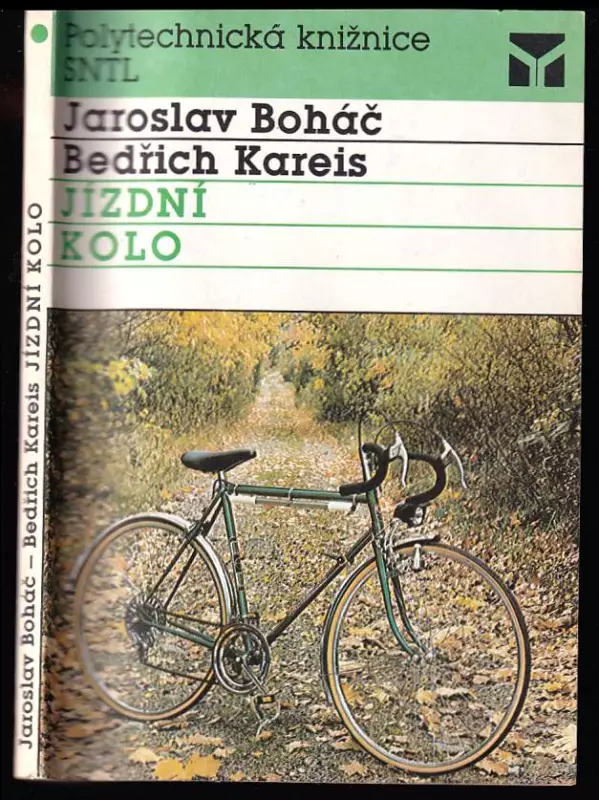 Polytechnická knižnice
SNTL
Jaroslav Boháč
Bedřich Kareis
JÍZDNÍ
KOLO
Jaroslav Boháč – Bedřich Kareis JÍZDNÍ KOLO